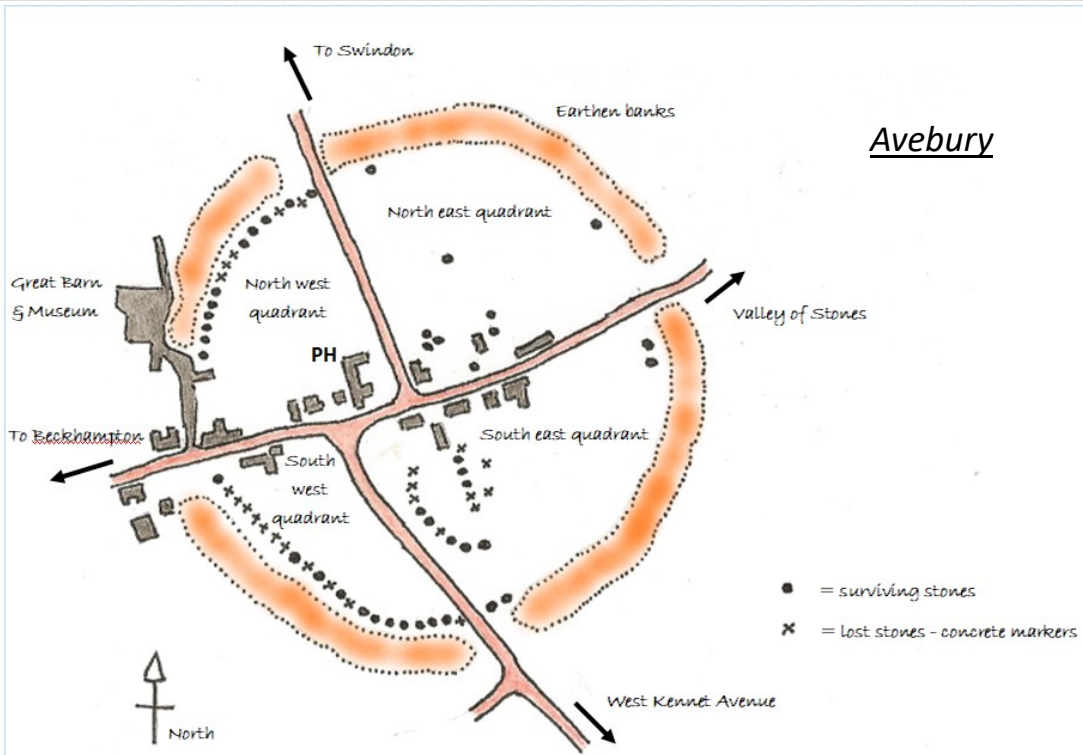 To Swindon
Earthen banks
Avebury
North east quadrant
Great Barn
& Museum
North west
quadrant
Valley of Stones
PH
To Beckhampton
South east quadrant
South
west
quadrant
= surviving stones
= lost stones - concrete markers
West Kennet Avenue
North